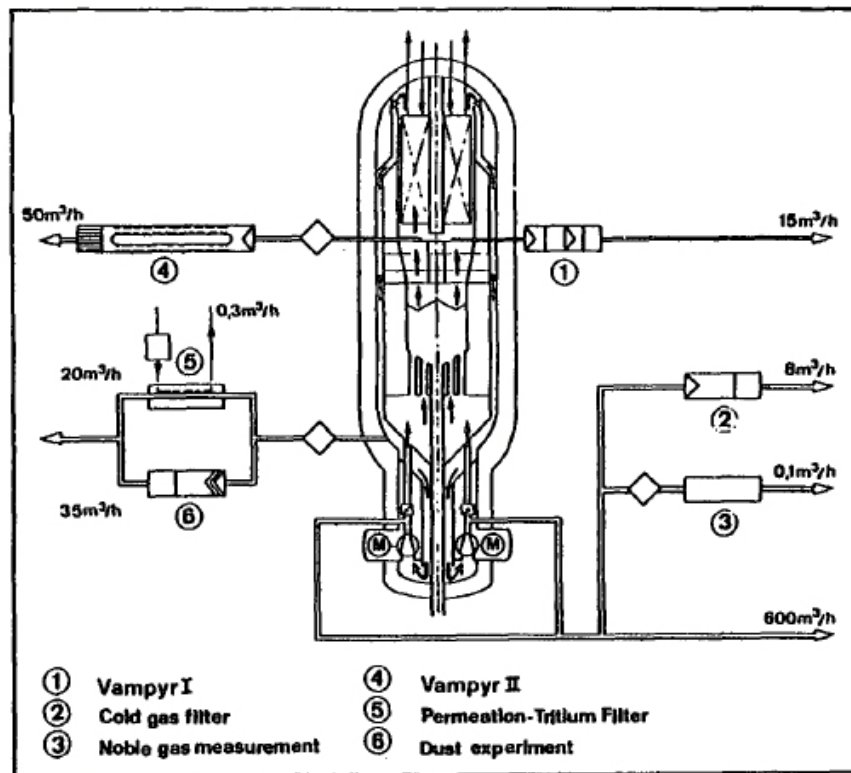 50m³/h
15m³/h
④
①
0,3m³/h
20m³/h
⑤
8m³/h
②
0,1m³/h
35m³/h
⑥
③
M
M
600m³/h
① Vampyr I
② Cold gas filter
③ Noble gas measurement
④ Vampyr II
⑤ Permeation-Tritium Filter
⑥ Dust experiment